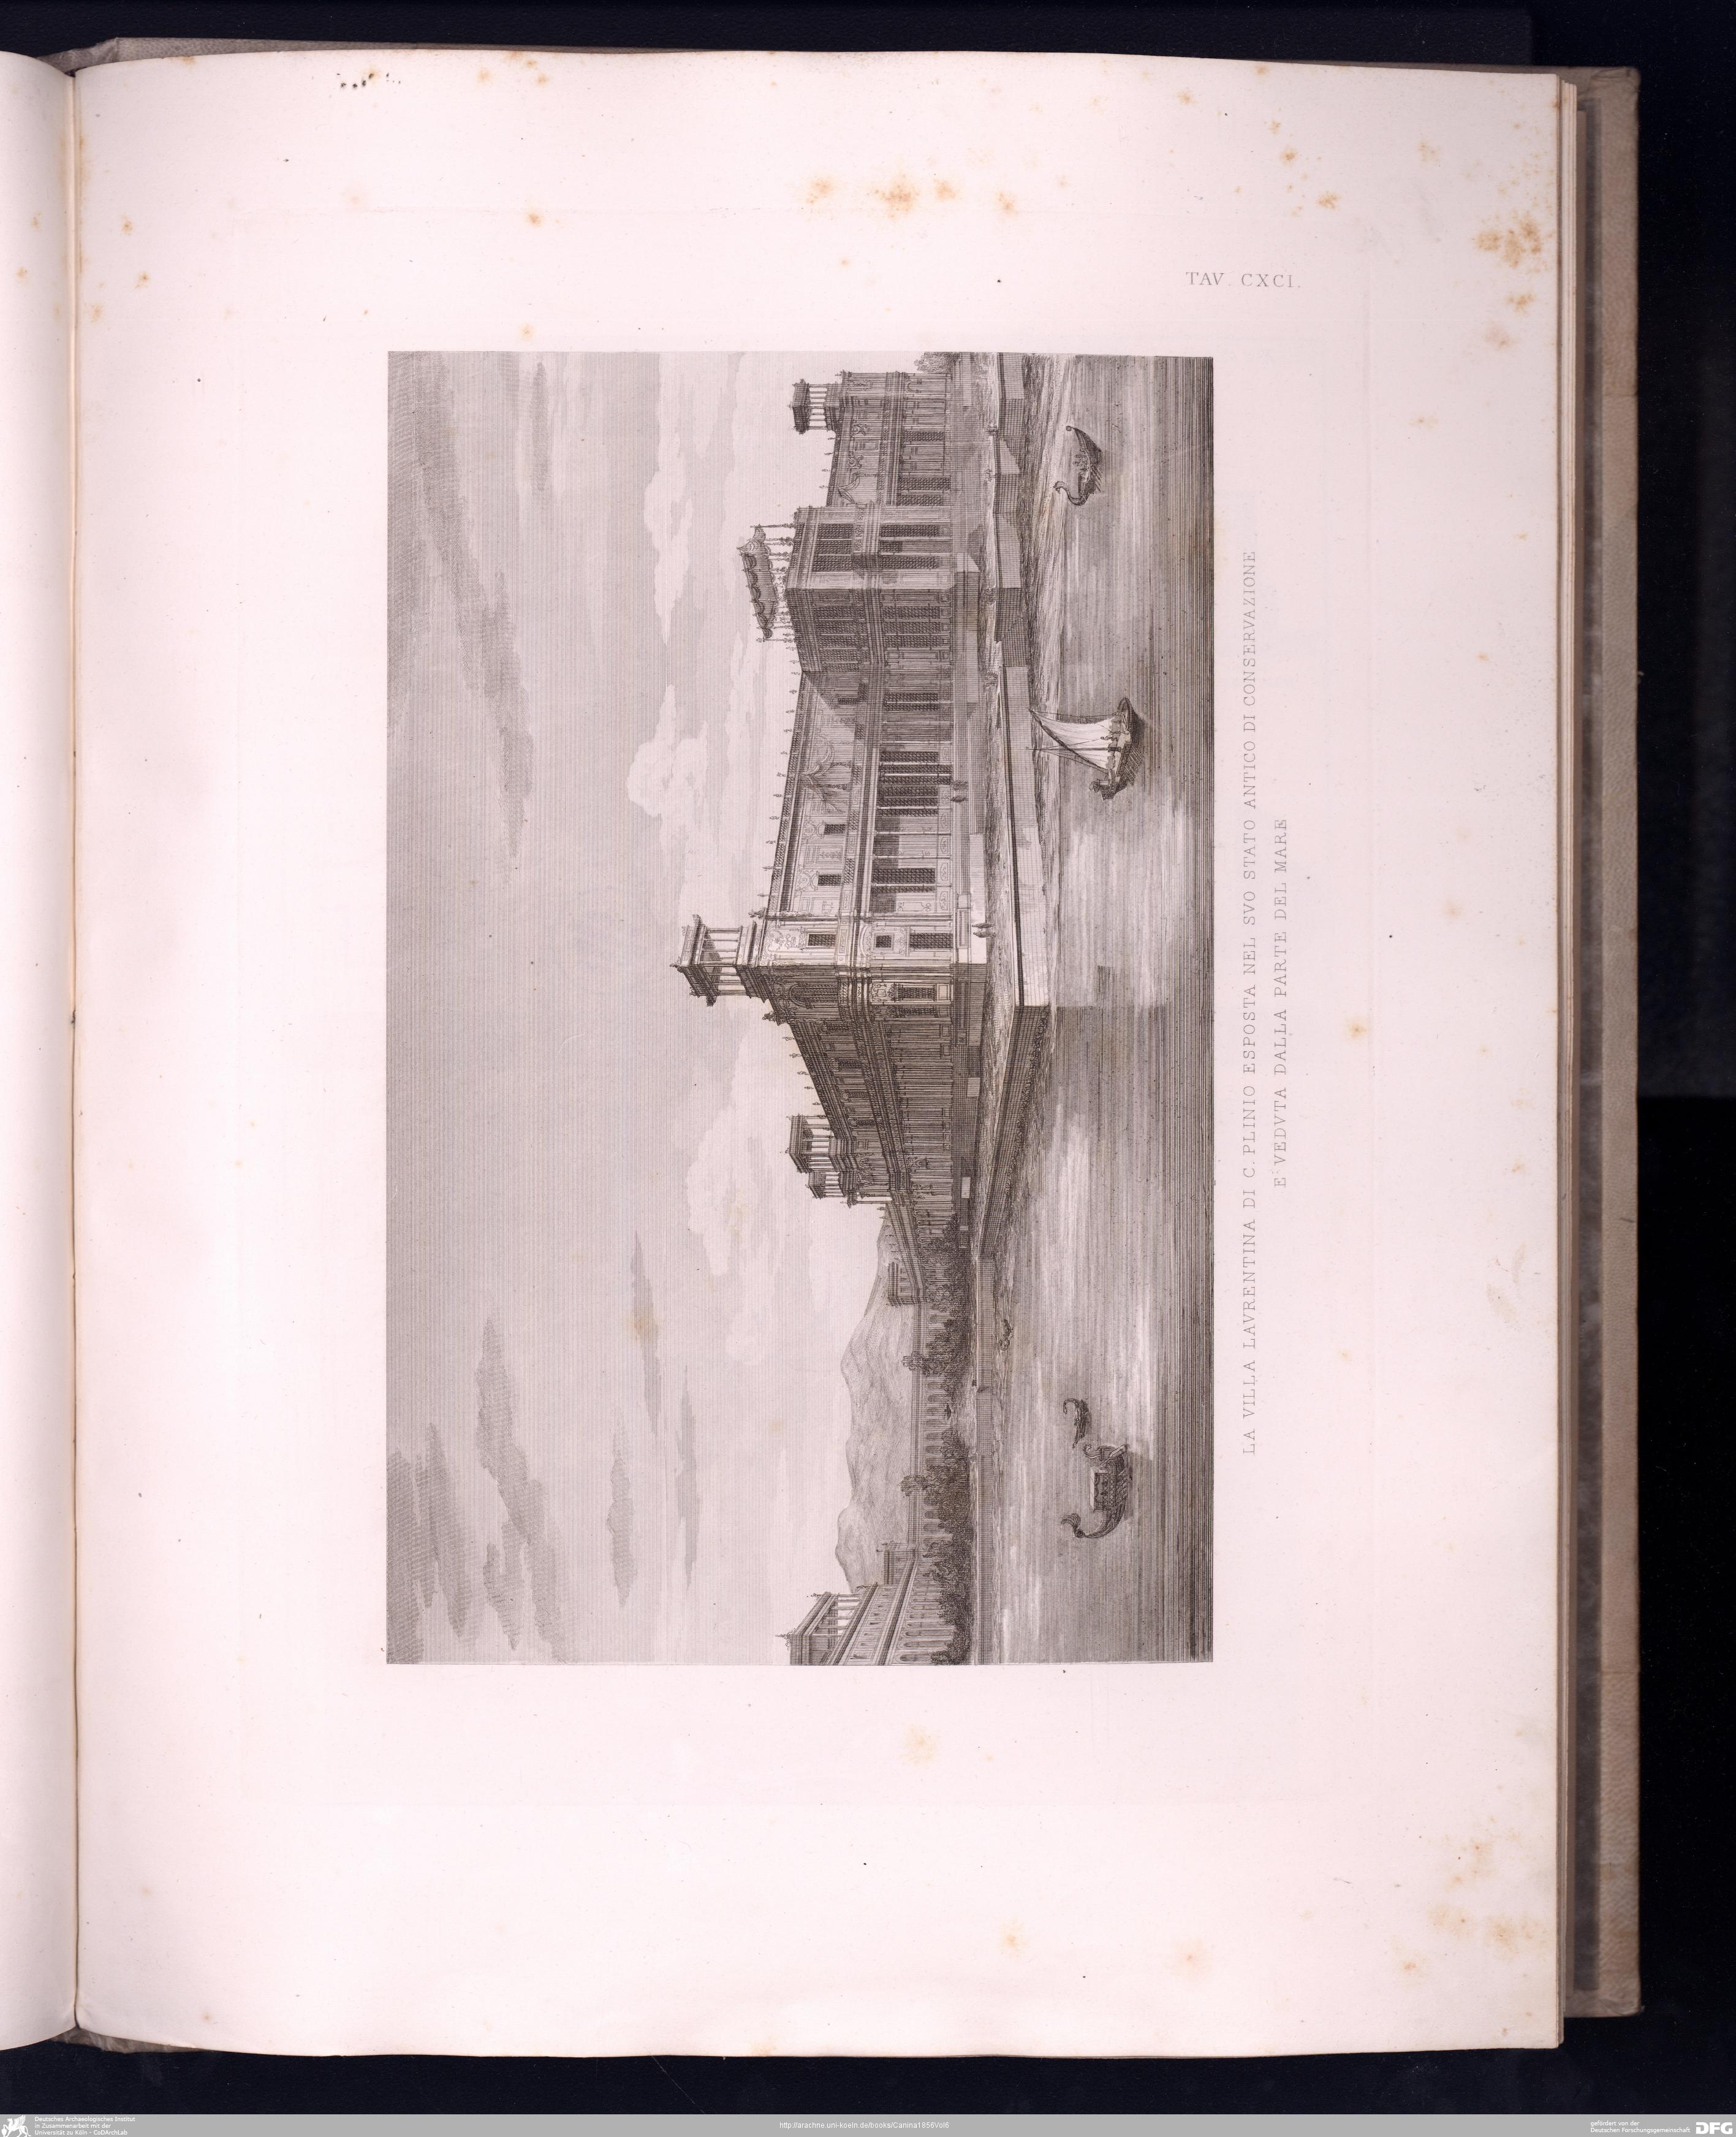 TAV. CXCI.
LA VILLA LAVRENTINA DI C. PLINIO ESPOSTA NEL SVO STATO ANTICO DI CONSERVAZIONE
E VEDVTA DALLA PARTE DEL MARE
Deutsches Archaeologisches Institut
in Zusammenarbeit mit der
Universität zu Köln - CoDArchLab
http://arachne.uni-koeln.de/books/Canina1856Vol6
gefördert von der
Deutschen Forschungsgemeinschaft
DFG